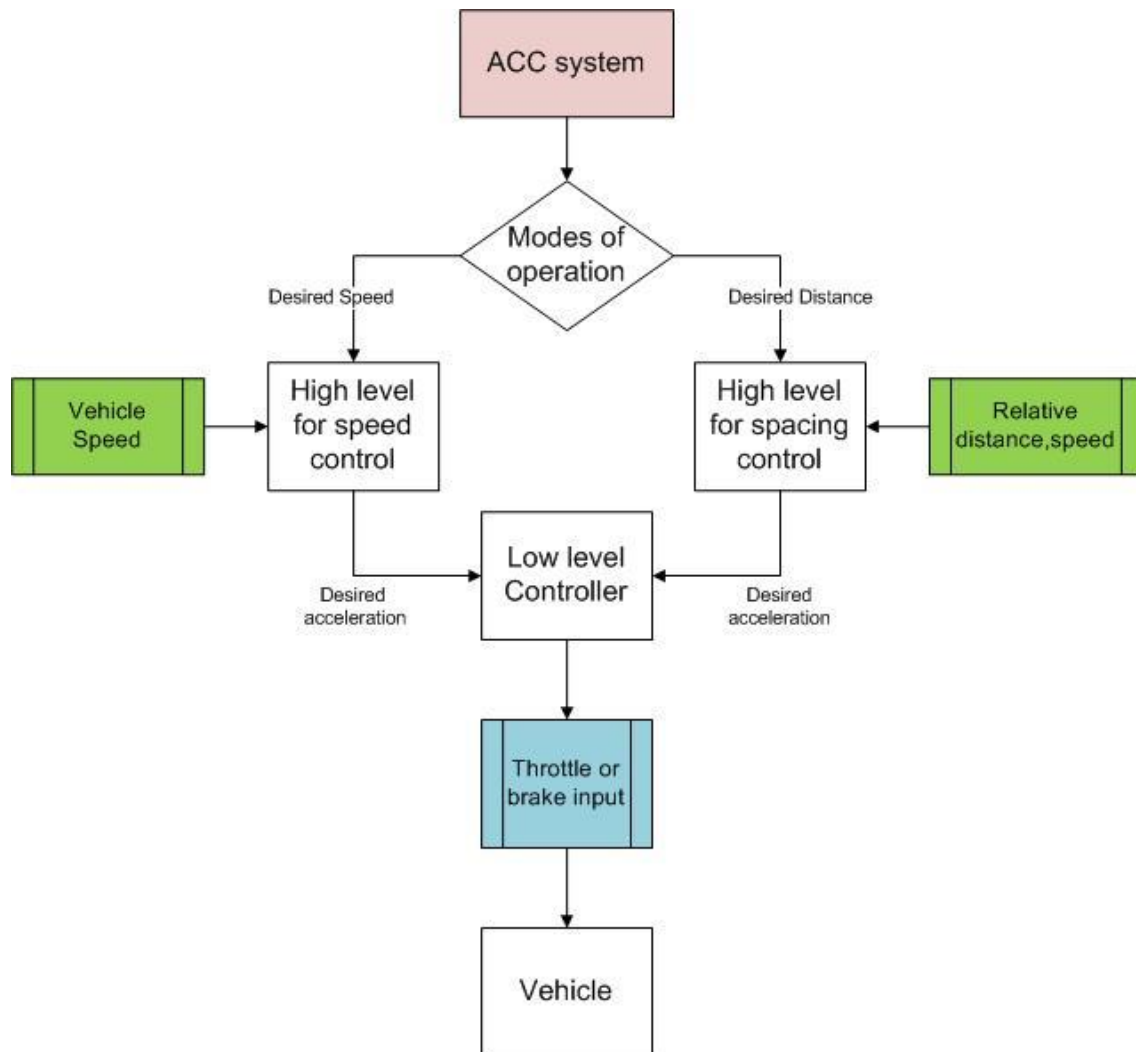 ACC system
Modes of
operation
Desired Speed
Desired Distance
Vehicle
Speed
High level
for speed
control
High level
for spacing
control
Relative
distance,speed
Low level
Controller
Desired
acceleration
Desired
acceleration
Throttle or
brake input
Vehicle